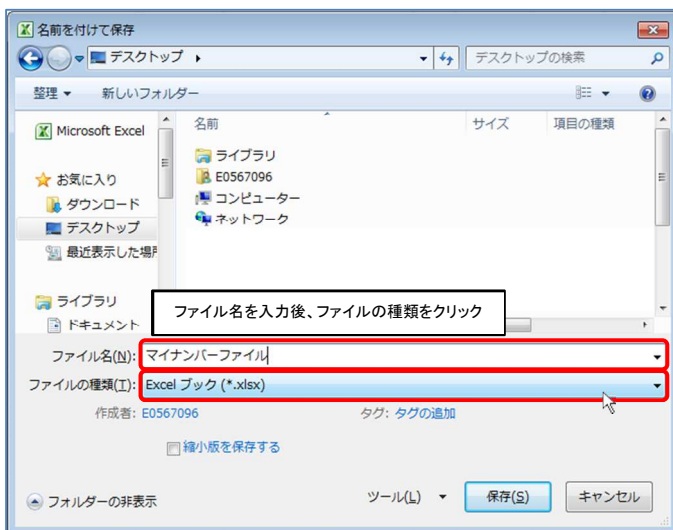 名前を付けて保存
デスクトップ
デスクトップの検索
整理 新しいフォルダー
Microsoft Excel
お気に入り
ダウンロード
デスクトップ
最近表示した場所
ライブラリ
ドキュメント
名前 サイズ 項目の種類
ライブラリ
E0567096
コンピューター
ネットワーク
ファイル名を入力後、ファイルの種類をクリック
ファイル名(N): マイナンバーファイル
ファイルの種類(T): Excel ブック (*.xlsx)
作成者: E0567096 タグ: タグの追加
縮小版を保存する
フォルダーの非表示 ツール(L) 保存(S) キャンセル